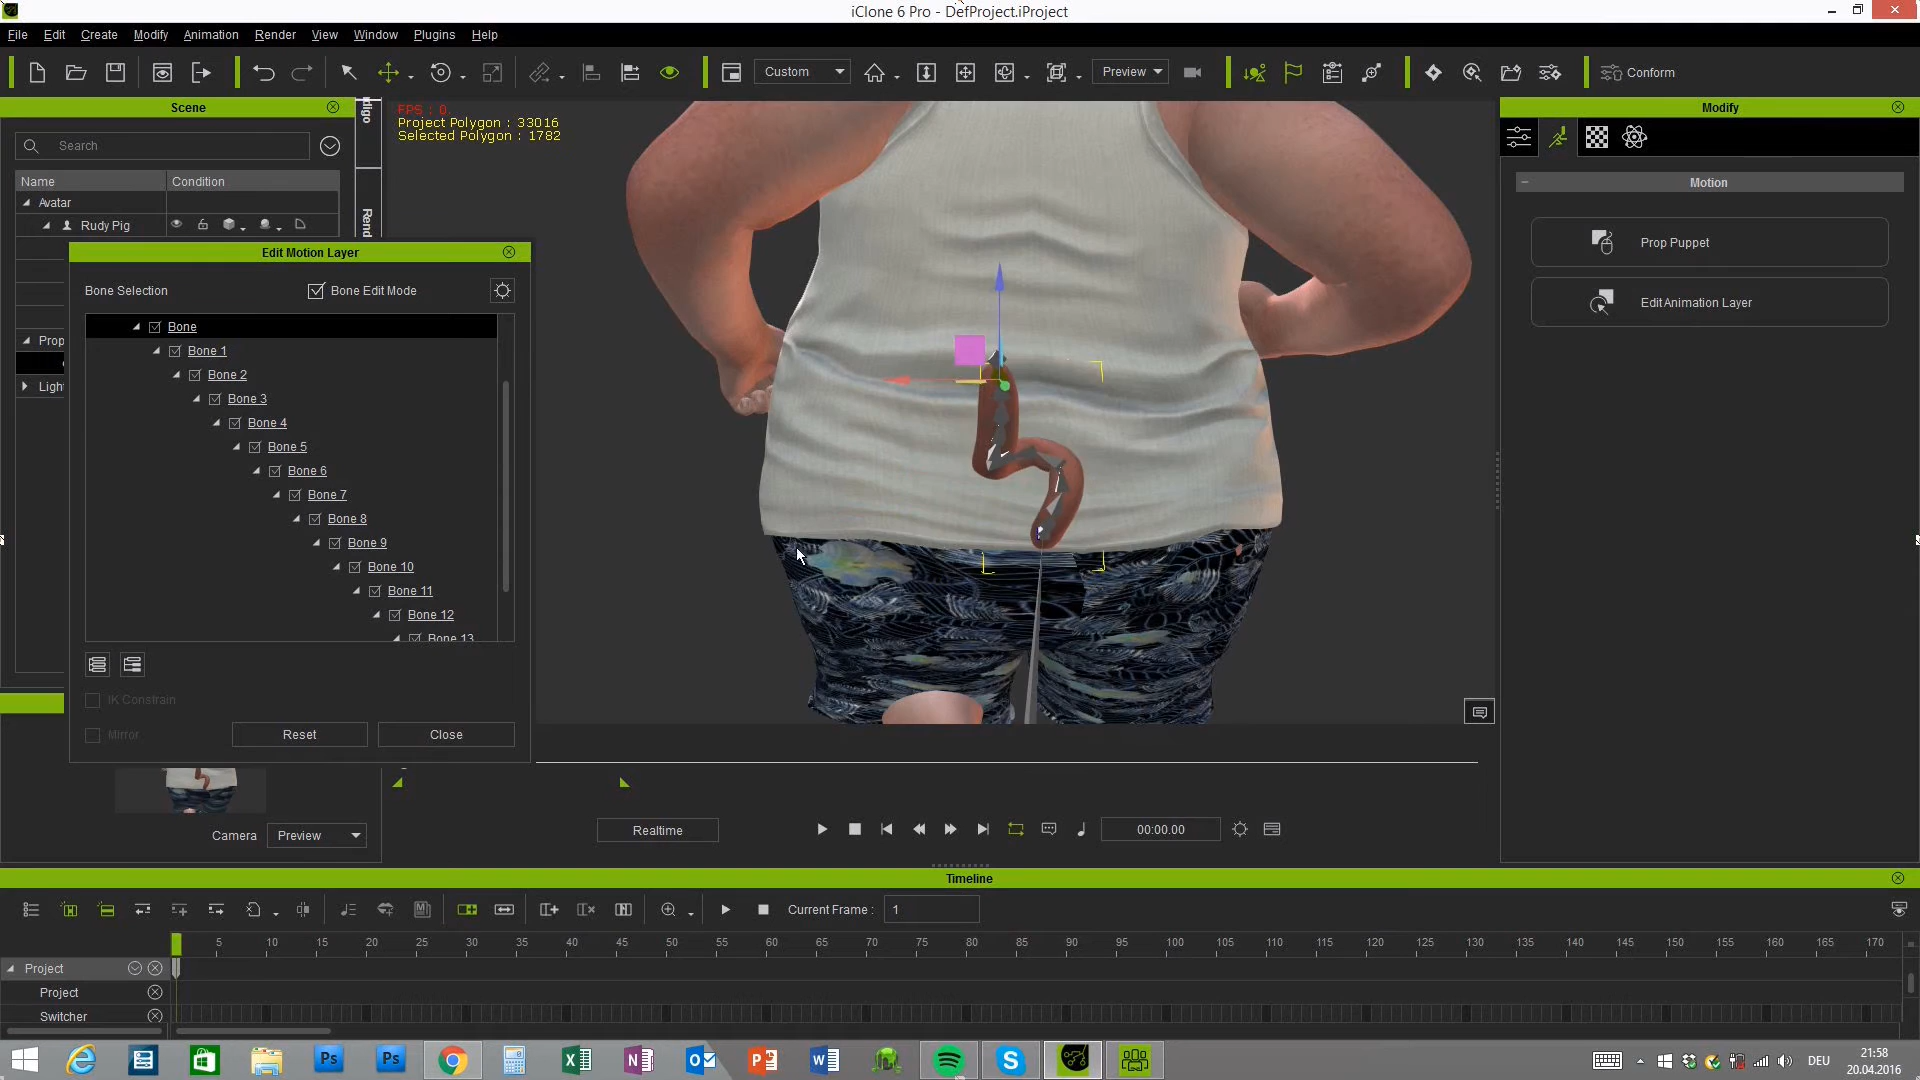 iClone 6 Pro - DefProject.iProject
File Edit Create Modify Animation Render View Window Plugins Help
Custom Preview Conform
Scene
Search
Name Condition
Avatar
Rudy Pig
Prop
Ligh
FPS : 0
Project Polygon : 33016
Selected Polygon : 1782
Modify
Motion
Prop Puppet
Edit Animation Layer
Edit Motion Layer
Bone Selection Bone Edit Mode
Bone
Bone 1
Bone 2
Bone 3
Bone 4
Bone 5
Bone 6
Bone 7
Bone 8
Bone 9
Bone 10
Bone 11
Bone 12
Bone 13
IK Constrain
Mirror Reset Close
Camera Preview
Realtime 00:00.00
Timeline
Current Frame : 1
5 10 15 20 25 30 35 40 45 50 55 60 65 70 75 80 85 90 95 100 105 110 115 120 125 130 135 140 145 150 155 160 165 170
Project
Project
Switcher
Ps Ps DEU 21:58
20.04.2016